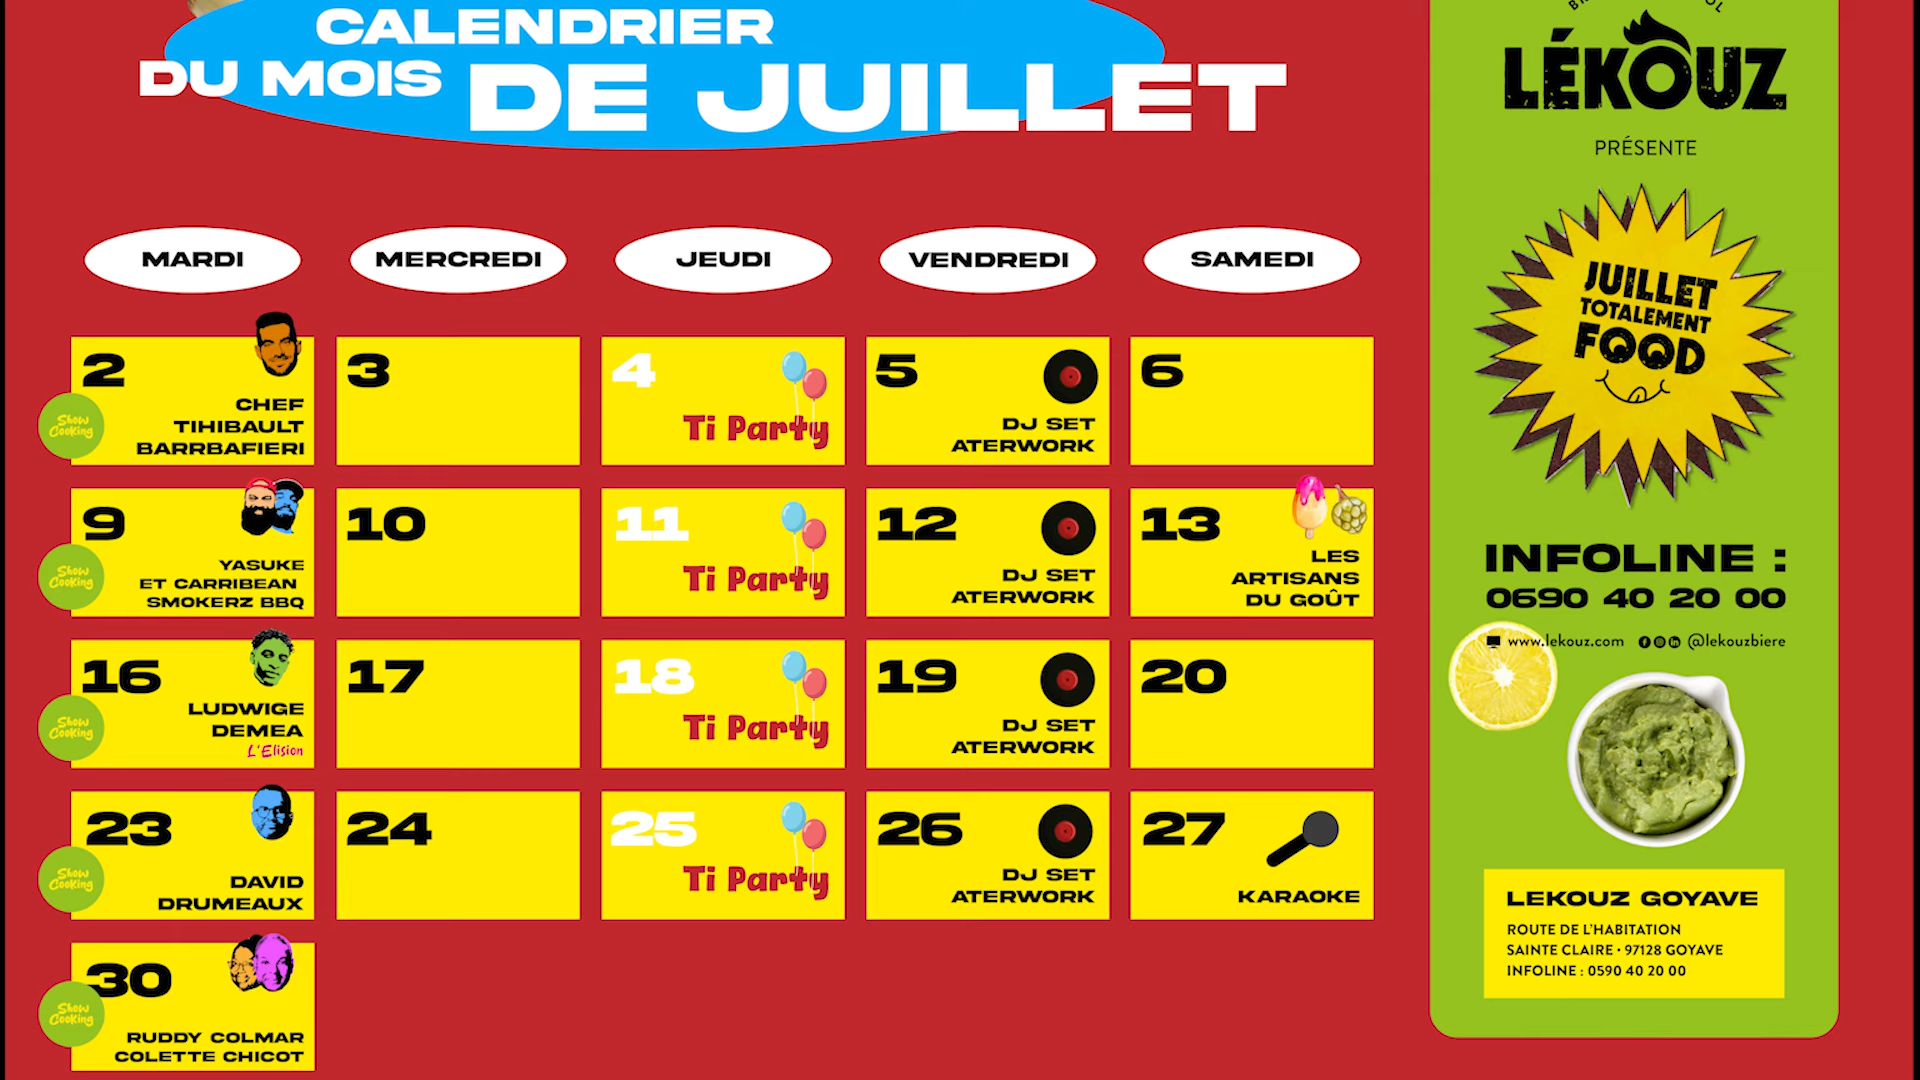 CALENDRIER
DU MOIS DE JUILLET
MARDI
MERCREDI
JEUDI
VENDREDI
SAMEDI
2
Show
Cooking
CHEF
TIHIBAULT
BARRBAFIERI
3
4
Ti Party
5
DJ SET
ATERWORK
6
9
Show
Cooking
YASUKE
ET CARRIBEAN
SMOKERZ BBQ
10
11
Ti Party
12
DJ SET
ATERWORK
13
LES
ARTISANS
DU GOÛT
16
Show
Cooking
LUDWIGE
DEMEA
L'Elision
17
18
Ti Party
19
DJ SET
ATERWORK
20
23
Show
Cooking
DAVID
DRUMEAUX
24
25
Ti Party
26
DJ SET
ATERWORK
27
KARAOKE
30
Show
Cooking
RUDDY COLMAR
COLETTE CHICOT
LÉKOUZ
PRÉSENTE
JUILLET
TOTALEMENT
FOOD
INFOLINE :
0690 40 20 00
www.lekouz.com @lekouzbiere
LEKOUZ GOYAVE
ROUTE DE L'HABITATION
SAINTE CLAIRE • 97128 GOYAVE
INFOLINE : 0590 40 20 00